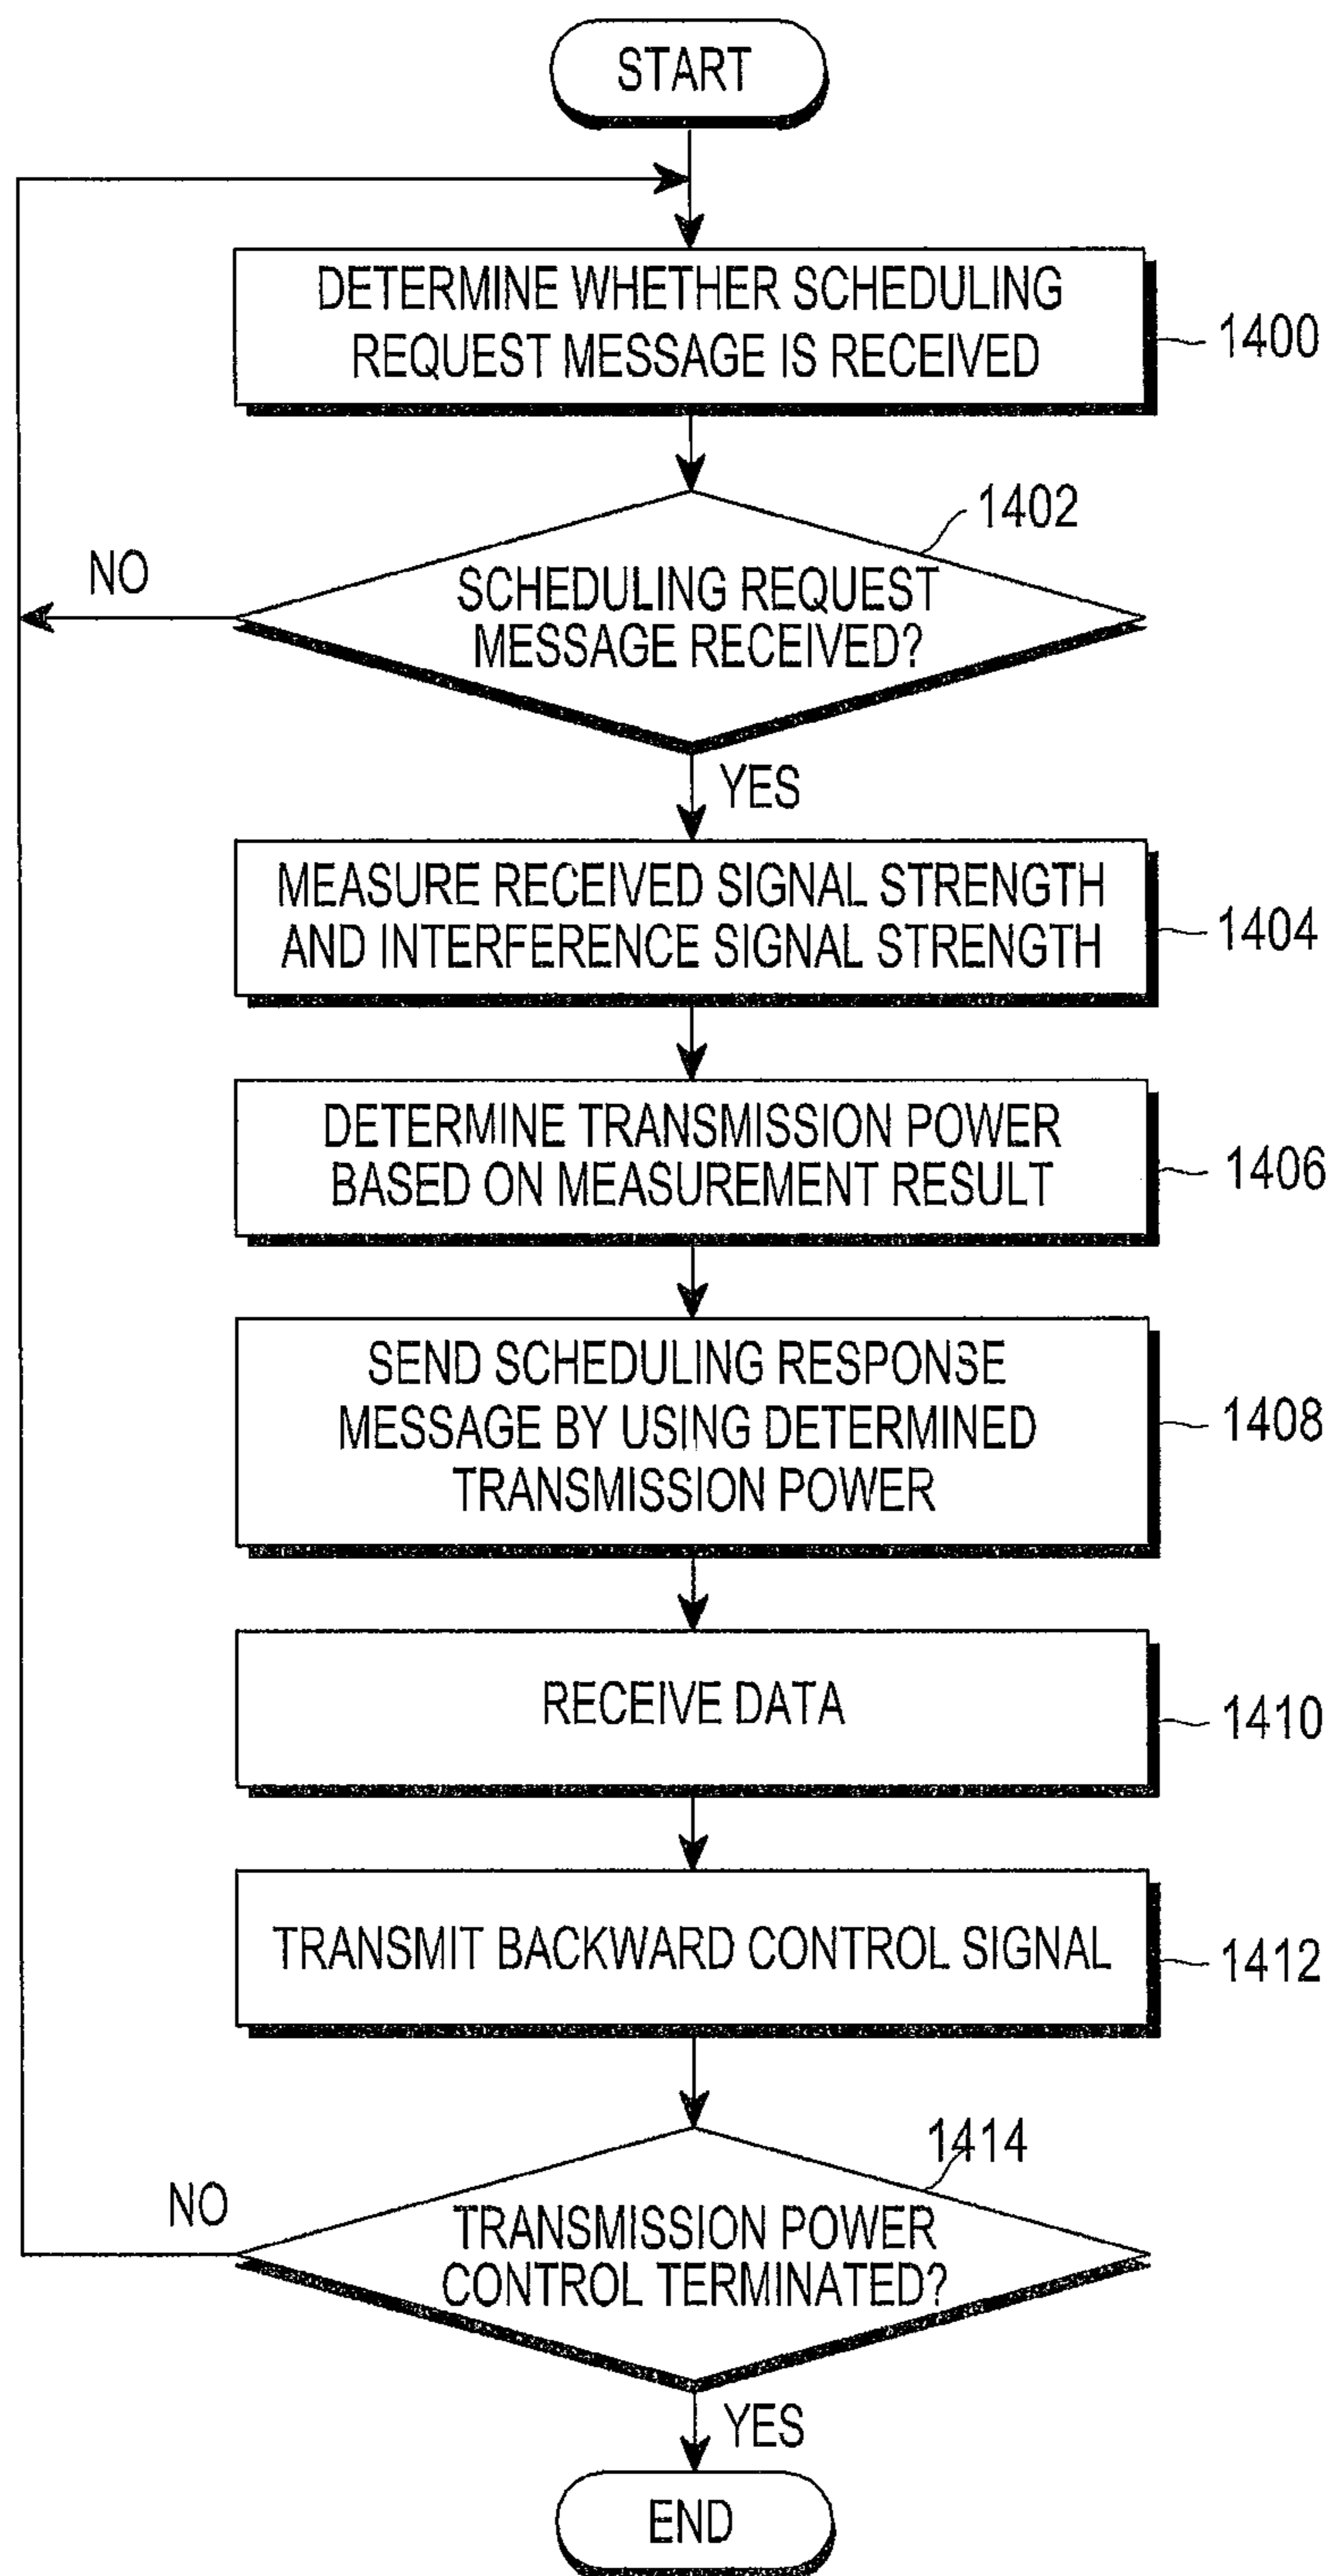 START
DETERMINE WHETHER SCHEDULING
REQUEST MESSAGE IS RECEIVED
1400
1402
SCHEDULING REQUEST
MESSAGE RECEIVED?
NO
YES
MEASURE RECEIVED SIGNAL STRENGTH
AND INTERFERENCE SIGNAL STRENGTH
1404
DETERMINE TRANSMISSION POWER
BASED ON MEASUREMENT RESULT
1406
SEND SCHEDULING RESPONSE
MESSAGE BY USING DETERMINED
TRANSMISSION POWER
1408
RECEIVE DATA
1410
TRANSMIT BACKWARD CONTROL SIGNAL
1412
1414
TRANSMISSION POWER
CONTROL TERMINATED?
NO
YES
END